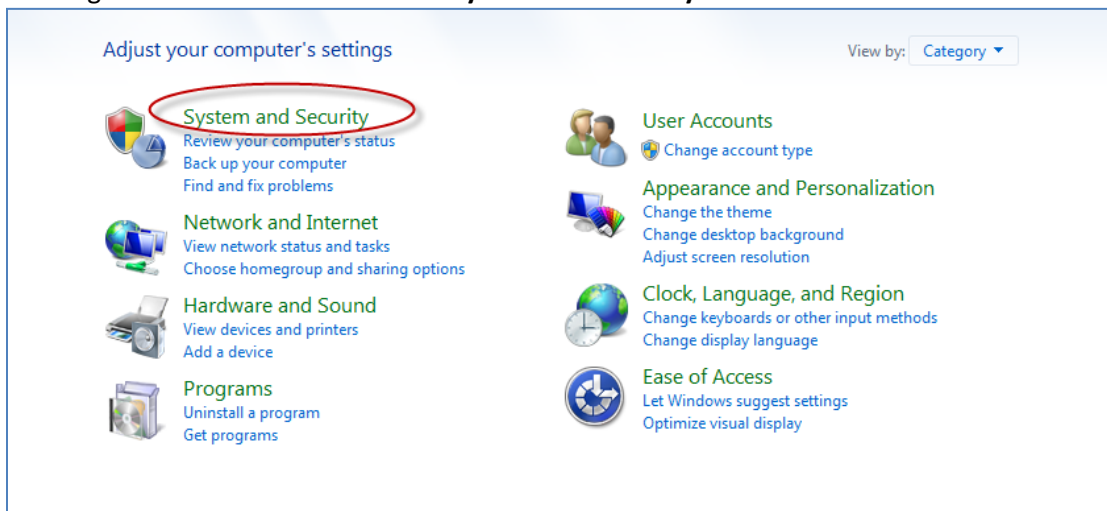 Adjust your computer's settings
View by: Category
System and Security
Review your computer's status
Back up your computer
Find and fix problems
Network and Internet
View network status and tasks
Choose homegroup and sharing options
Hardware and Sound
View devices and printers
Add a device
Programs
Uninstall a program
Get programs
User Accounts
Change account type
Appearance and Personalization
Change the theme
Change desktop background
Adjust screen resolution
Clock, Language, and Region
Change keyboards or other input methods
Change display language
Ease of Access
Let Windows suggest settings
Optimize visual display